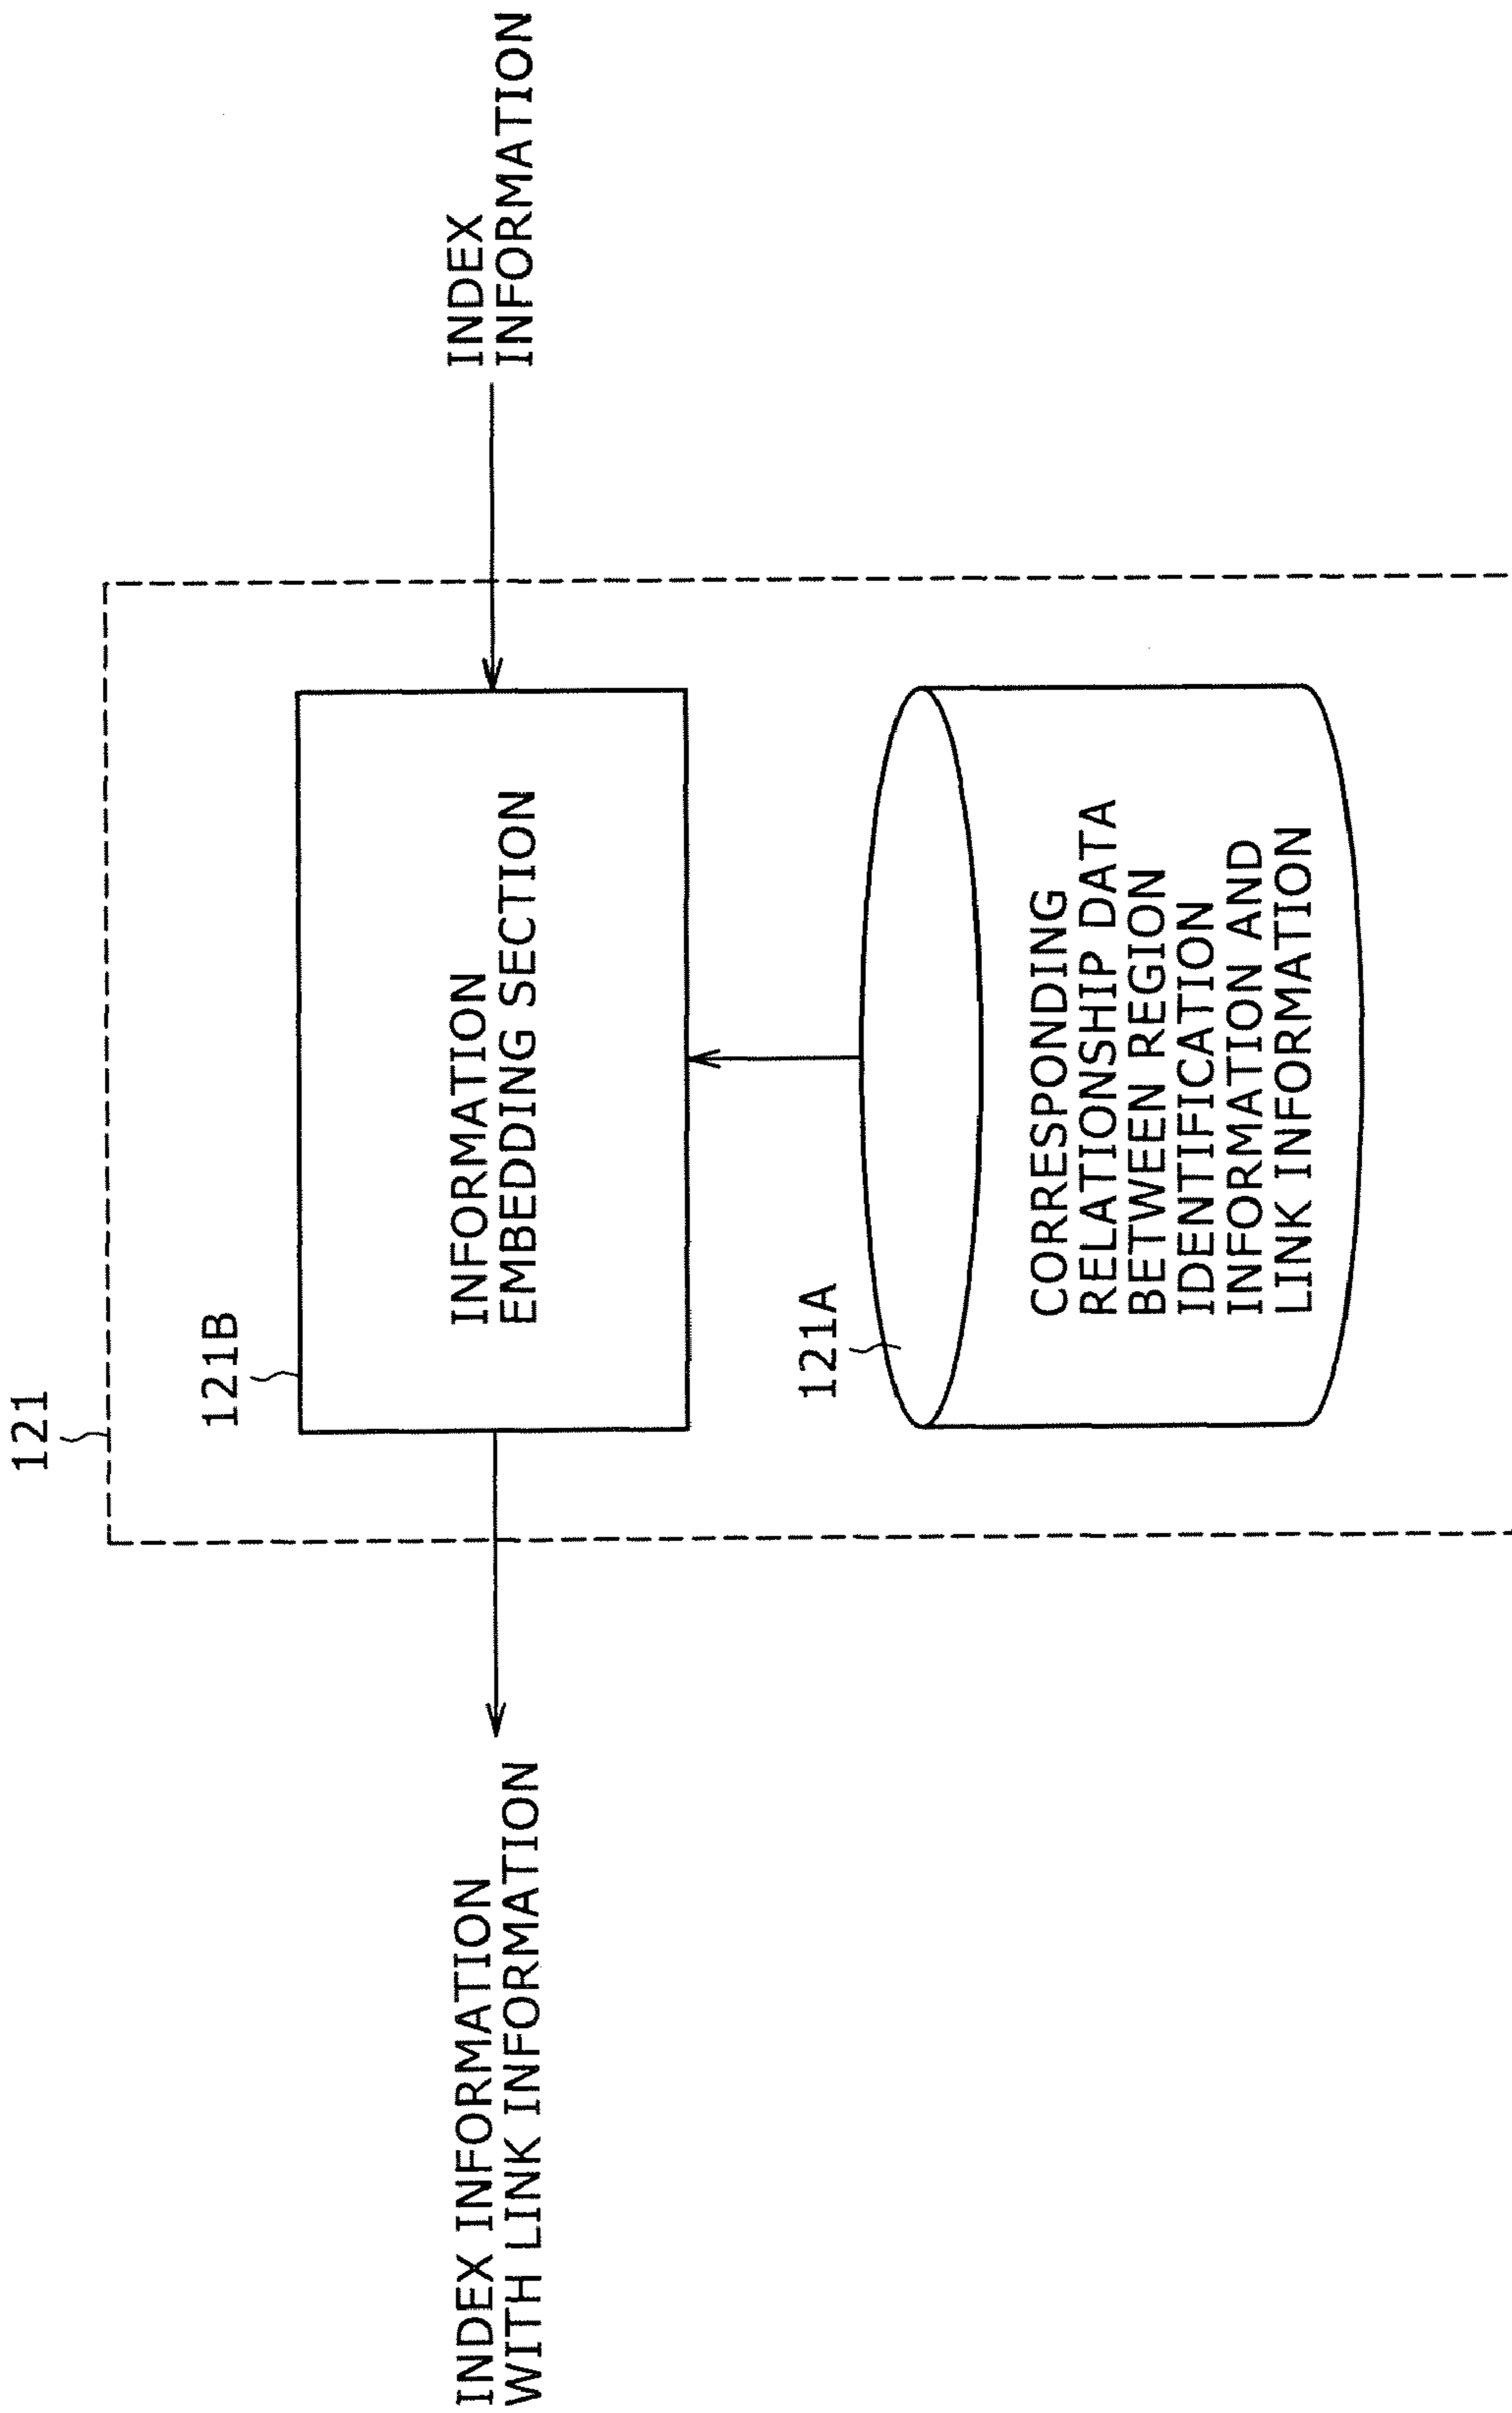 121
121B
INFORMATION
EMBEDDING SECTION
INDEX INFORMATION
WITH LINK INFORMATION
INDEX
INFORMATION
121A
CORRESPONDING
RELATIONSHIP DATA
BETWEEN REGION
IDENTIFICATION
INFORMATION AND
LINK INFORMATION